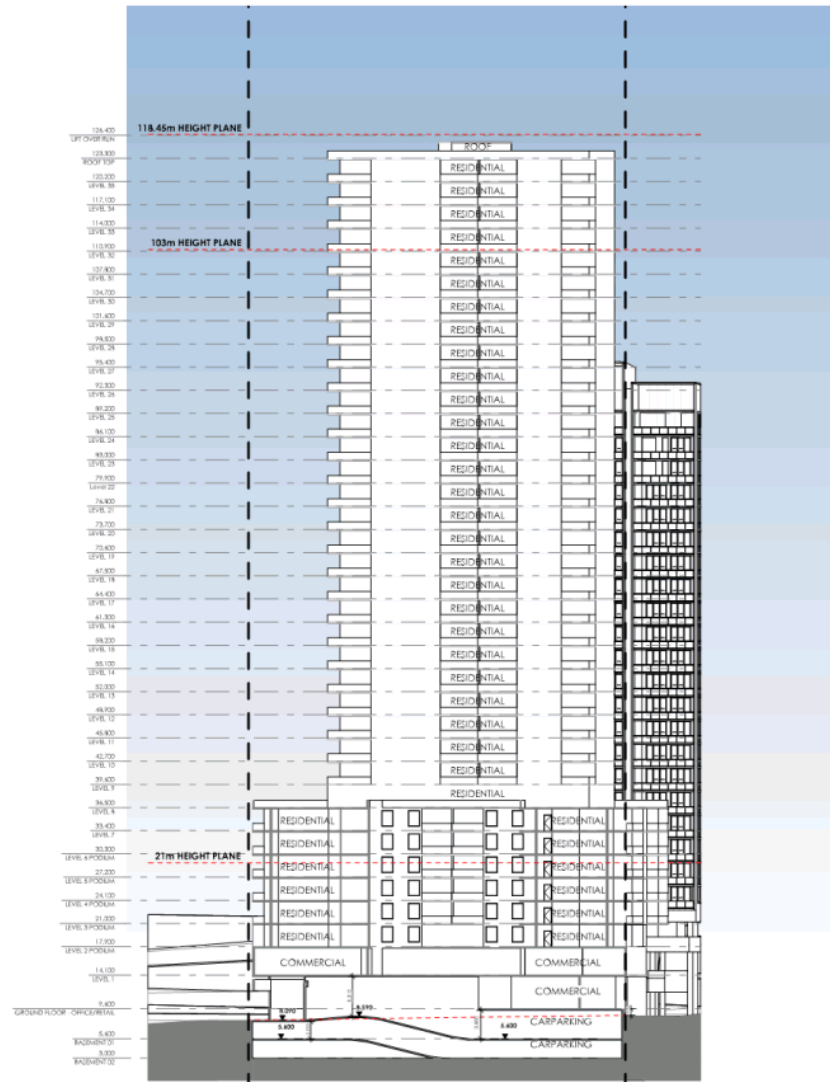 118.45m HEIGHT PLANE
126.400
LIFT OVER RUN
ROOF
123.300
ROOF TOP
RESIDENTIAL
120.200
LEVEL 35
RESIDENTIAL
117.100
LEVEL 34
RESIDENTIAL
114.000
LEVEL 33
RESIDENTIAL
103m HEIGHT PLANE
110.900
LEVEL 32
RESIDENTIAL
107.800
LEVEL 31
RESIDENTIAL
104.700
LEVEL 30
RESIDENTIAL
101.600
LEVEL 29
RESIDENTIAL
98.500
LEVEL 28
RESIDENTIAL
95.400
LEVEL 27
RESIDENTIAL
92.300
LEVEL 26
RESIDENTIAL
89.200
LEVEL 25
RESIDENTIAL
86.100
LEVEL 24
RESIDENTIAL
83.000
LEVEL 23
RESIDENTIAL
79.900
Level 22
RESIDENTIAL
76.800
LEVEL 21
RESIDENTIAL
73.700
LEVEL 20
RESIDENTIAL
70.600
LEVEL 19
RESIDENTIAL
67.500
LEVEL 18
RESIDENTIAL
64.400
LEVEL 17
RESIDENTIAL
61.300
LEVEL 16
RESIDENTIAL
58.200
LEVEL 15
RESIDENTIAL
55.100
LEVEL 14
RESIDENTIAL
52.000
LEVEL 13
RESIDENTIAL
48.900
LEVEL 12
RESIDENTIAL
45.800
LEVEL 11
RESIDENTIAL
42.700
LEVEL 10
RESIDENTIAL
39.600
LEVEL 9
RESIDENTIAL
36.500
LEVEL 8
RESIDENTIAL RESIDENTIAL
33.400
LEVEL 7
RESIDENTIAL RESIDENTIAL
30.300
LEVEL 6 PODIUM
21m HEIGHT PLANE
RESIDENTIAL RESIDENTIAL
27.200
LEVEL 5 PODIUM
RESIDENTIAL RESIDENTIAL
24.100
LEVEL 4 PODIUM
RESIDENTIAL RESIDENTIAL
21.000
LEVEL 3 PODIUM
RESIDENTIAL RESIDENTIAL
17.900
LEVEL 2 PODIUM
COMMERCIAL COMMERCIAL
14.100
LEVEL 1
COMMERCIAL
9.600
GROUND FLOOR - OFFICE/RETAIL
CARPARKING
5.600 5.600
5.600
BASEMENT 01
CARPARKING
3.000
BASEMENT 02